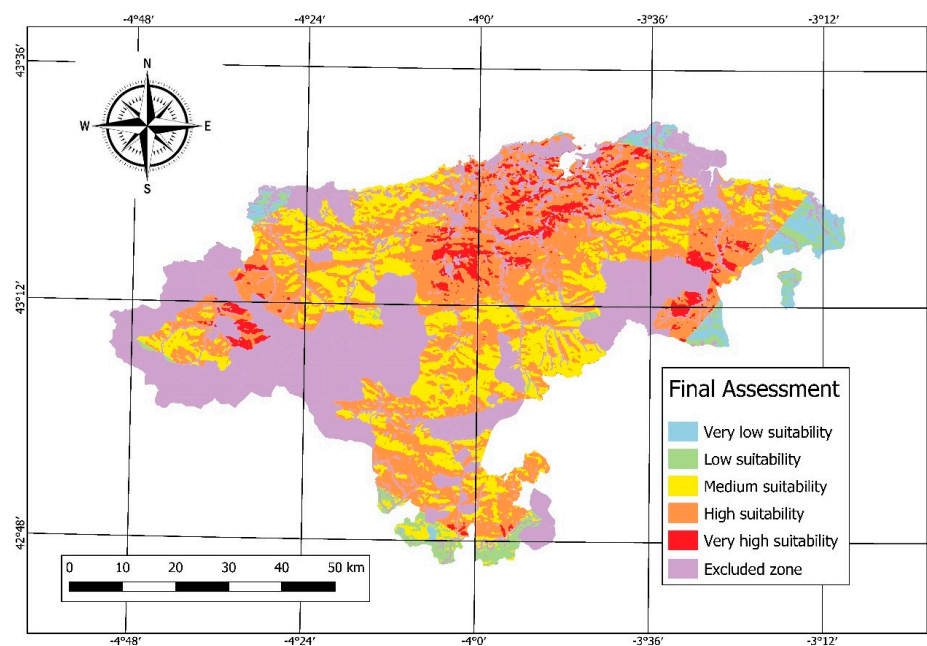 -4°48′ -4°24′ -4°0′ -3°36′ -3°12′
43°36′
N
W E
S
43°12′
42°48′
Final Assessment
Very low suitability
Low suitability
Medium suitability
High suitability
Very high suitability
Excluded zone
0 10 20 30 40 50 km
-4°48′ -4°24′ -4°0′ -3°36′ -3°12′